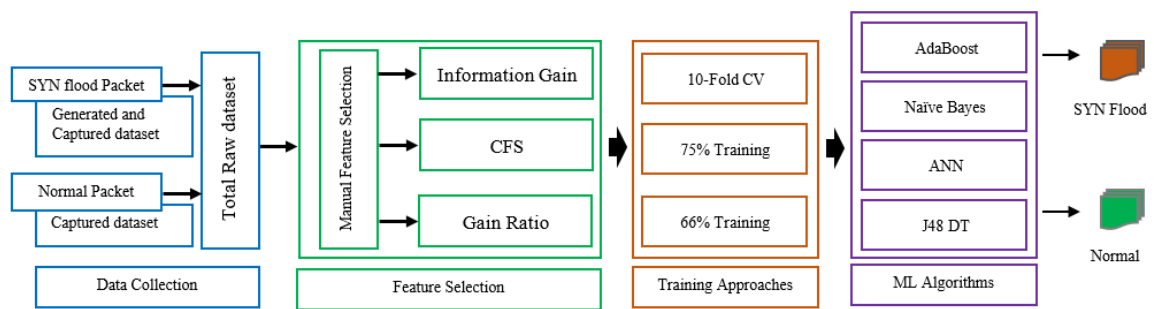 SYN flood Packet
Generated and
Captured dataset
Normal Packet
Captured dataset
Total Raw dataset
Data Collection
Manual Feature Selection
Information Gain
CFS
Gain Ratio
Feature Selection
10-Fold CV
75% Training
66% Training
Training Approaches
AdaBoost
Naïve Bayes
ANN
J48 DT
ML Algorithms
SYN Flood
Normal